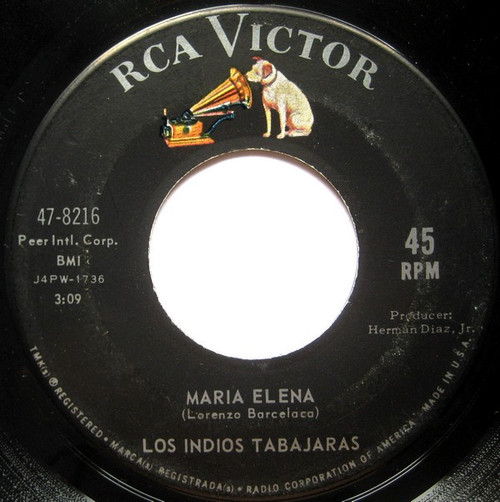 RCA VICTOR
47-8216
Peer Intl. Corp.
BMI
J4PW-1736
3:09
45
RPM
Producer:
Herman Diaz, Jr.
MARIA ELENA
(Lorenzo Barcelaca)
LOS INDIOS TABAJARAS
TMK(s) ® REGISTERED • MARCA(s) REGISTRADA(s) • RADIO CORPORATION OF AMERICA • MADE IN U.S.A.